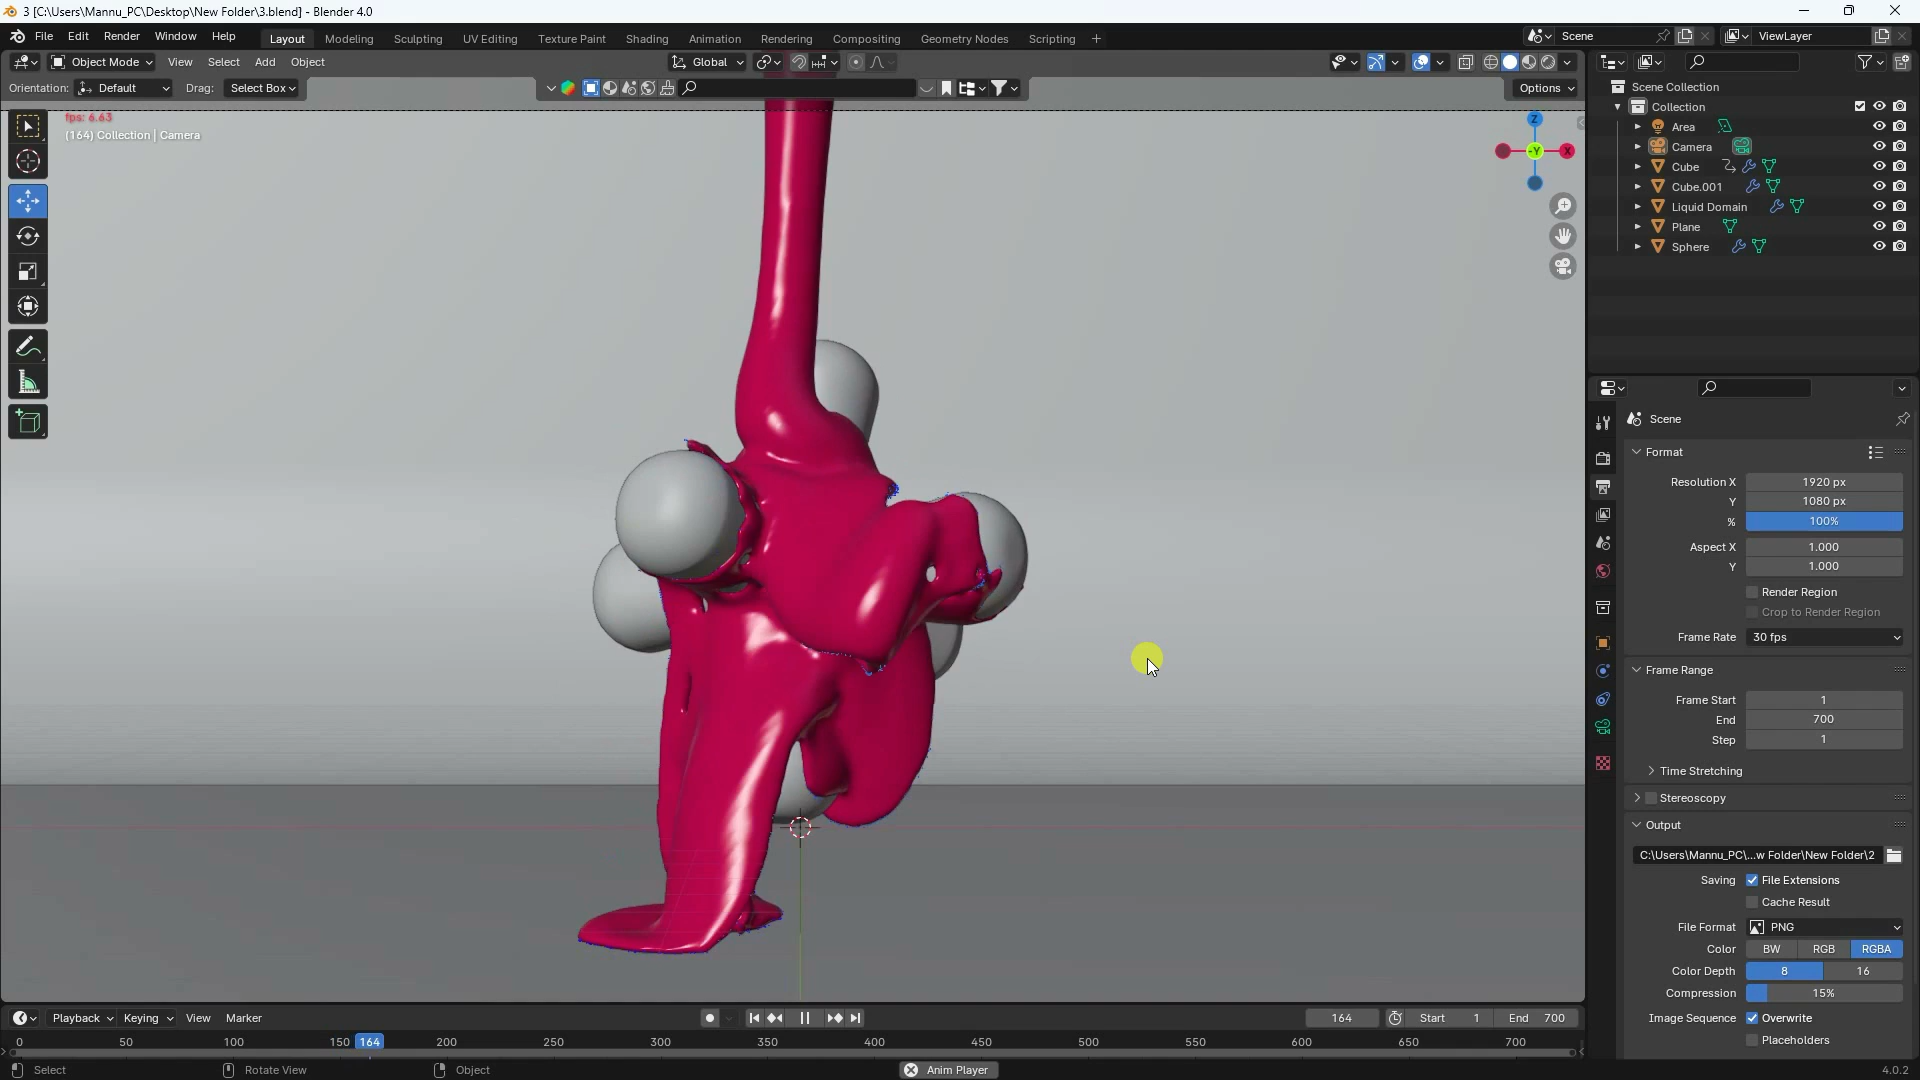 3 [C:\Users\Mannu_PC\Desktop\New Folder\3.blend] - Blender 4.0
File Edit Render Window Help Layout Modeling Sculpting UV Editing Texture Paint Shading Animation Rendering Compositing Geometry Nodes Scripting + Scene ViewLayer
Object Mode View Select Add Object Global
Orientation: Default Drag: Select Box Options
fps: 6.63
(164) Collection | Camera
Z
-Y X
Scene Collection
Collection
Area
Camera
Cube
Cube.001
Liquid Domain
Plane
Sphere
Scene
Format
Resolution X 1920 px
Y 1080 px
% 100%
Aspect X 1.000
Y 1.000
Render Region
Crop to Render Region
Frame Rate 30 fps
Frame Range
Frame Start 1
End 700
Step 1
Time Stretching
Stereoscopy
Output
C:\Users\Mannu_PC\...w Folder\New Folder\2
Saving File Extensions
Cache Result
File Format PNG
Color BW RGB RGBA
Color Depth 8 16
Compression 15%
Image Sequence Overwrite
Placeholders
Playback Keying View Marker 164 Start 1 End 700
0 50 100 150 164 200 250 300 350 400 450 500 550 600 650 700
Select Rotate View Object Anim Player 4.0.2